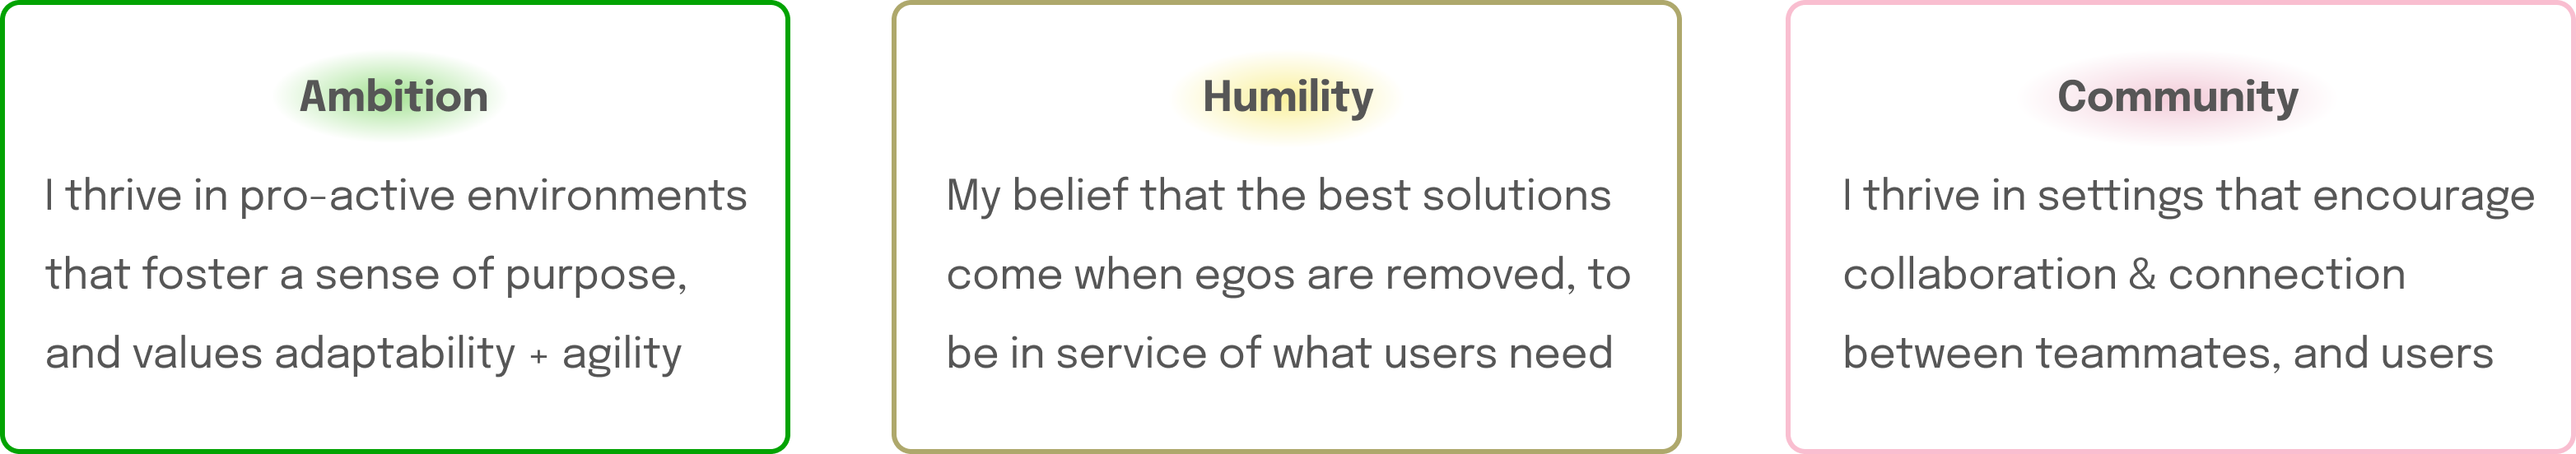 Ambition
I thrive in pro-active environments
that foster a sense of purpose,
and values adaptability + agility
Humility
My belief that the best solutions
come when egos are removed, to
be in service of what users need
Community
I thrive in settings that encourage
collaboration & connection
between teammates, and users